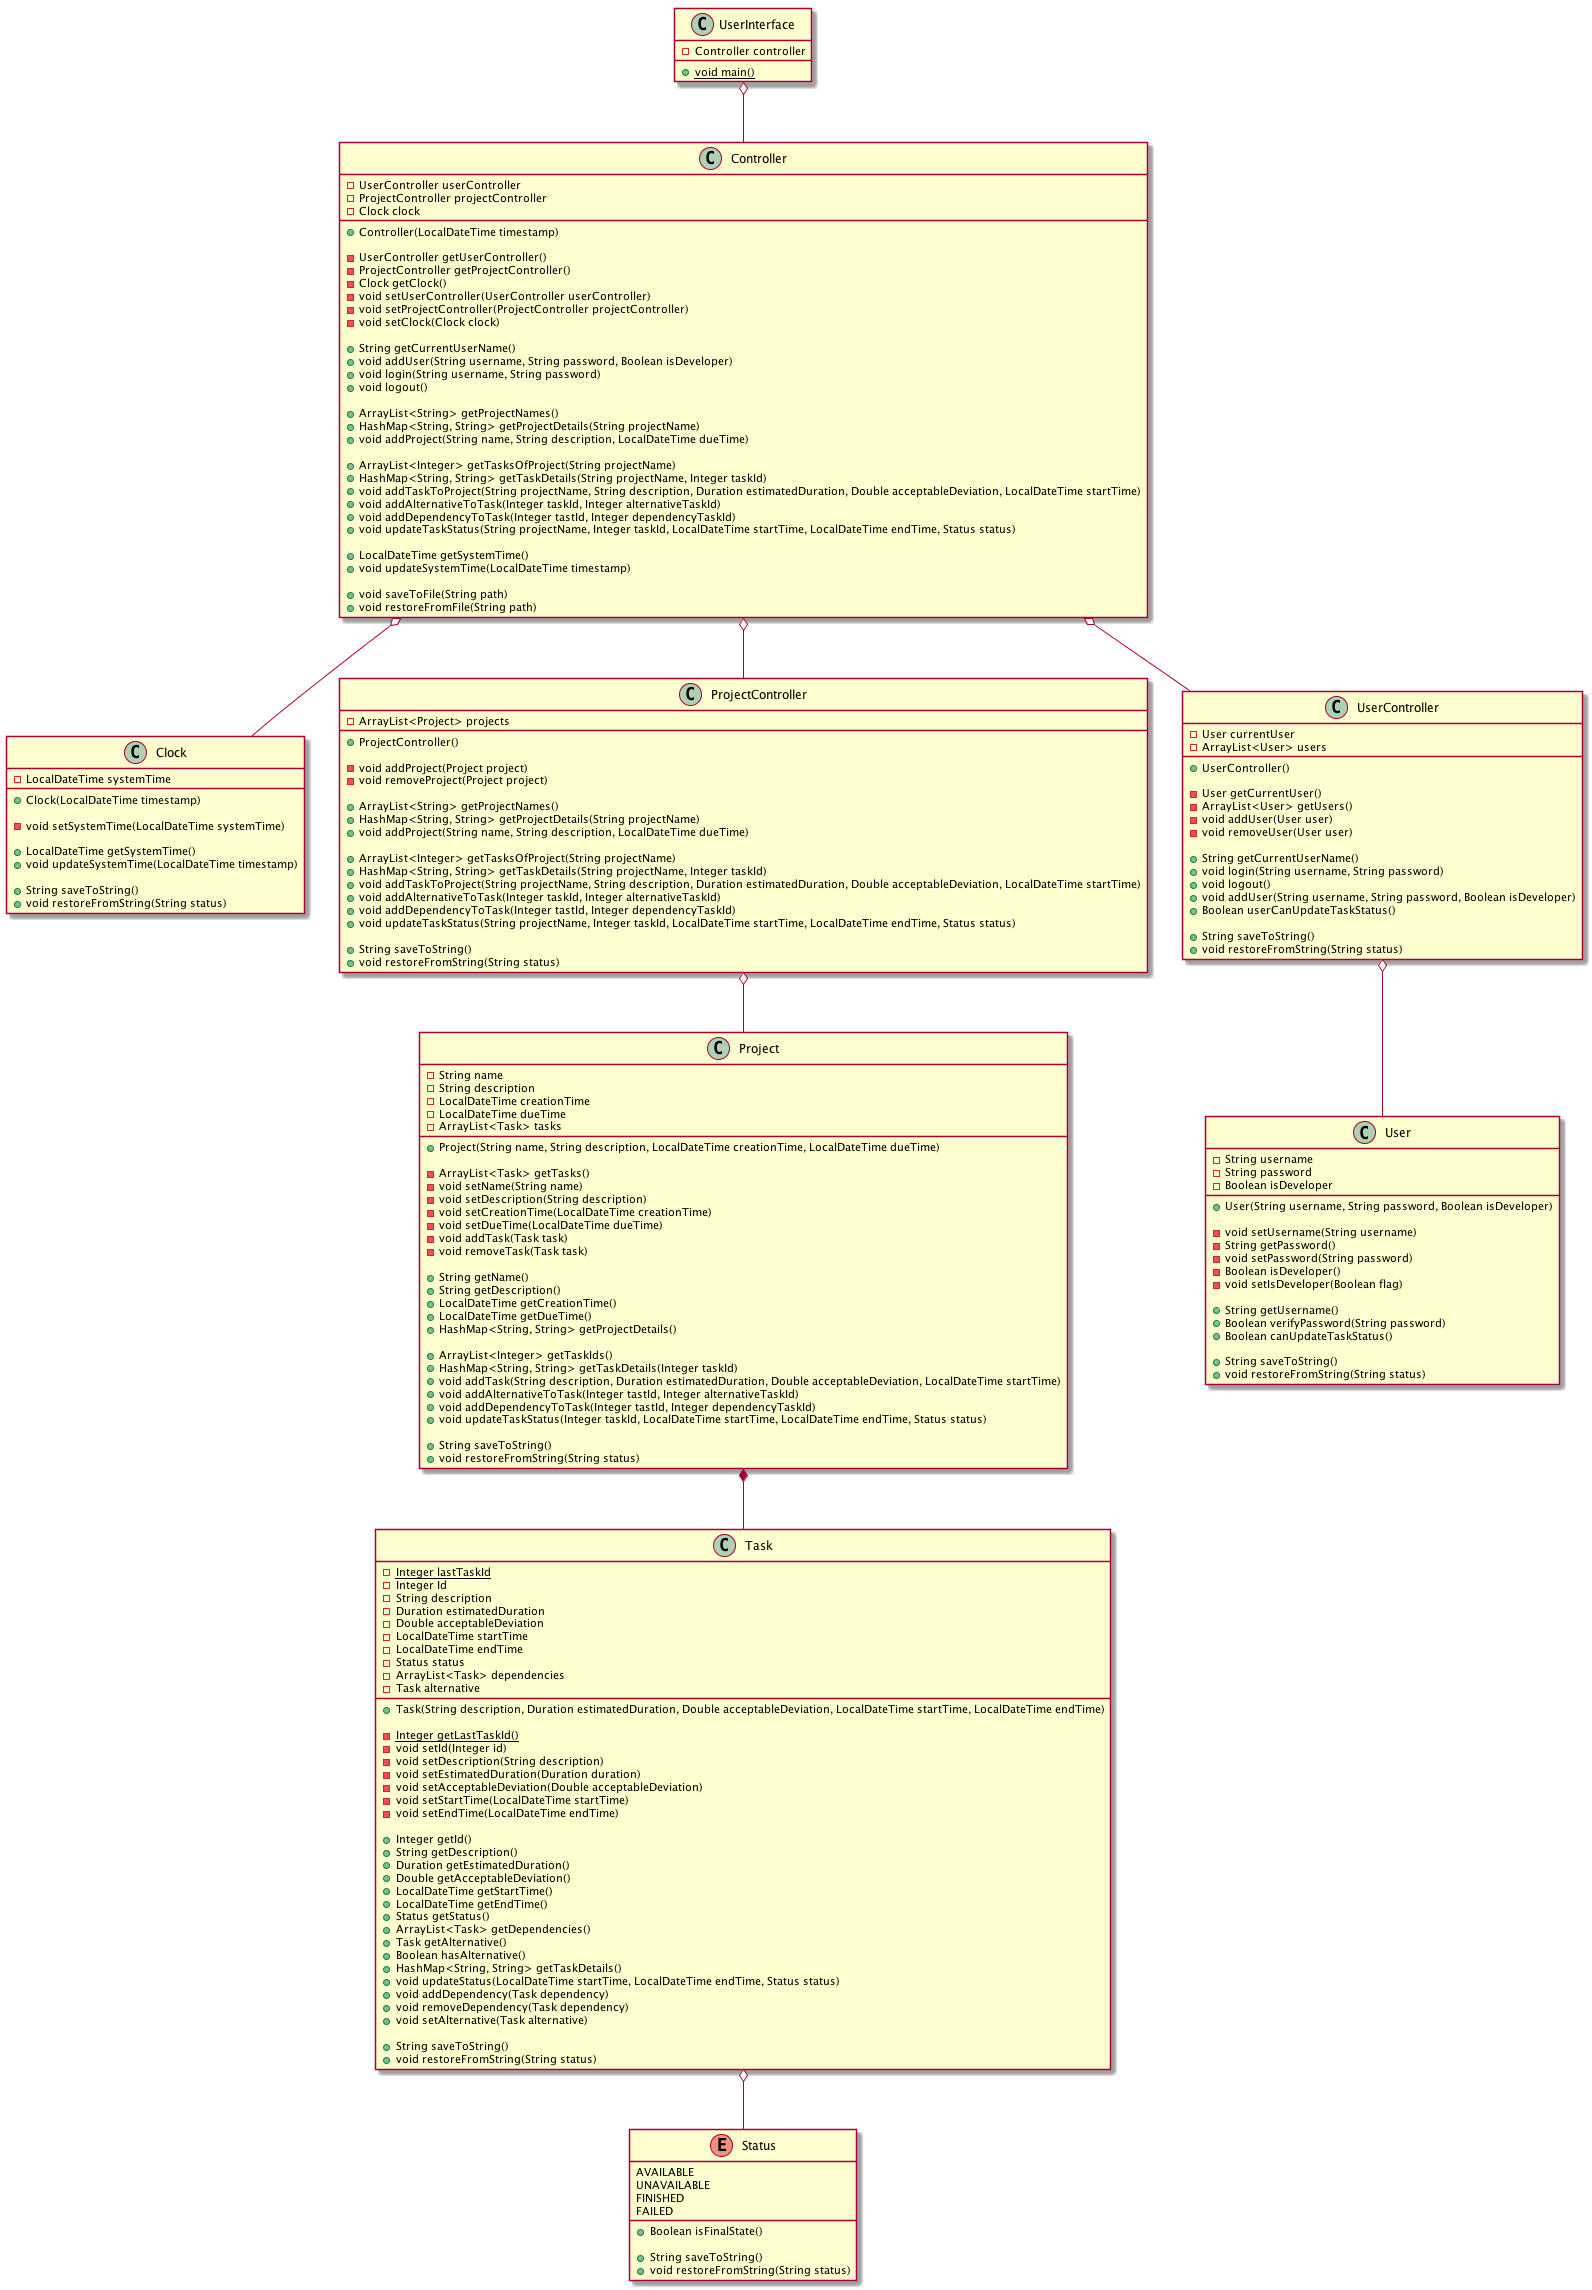 C UserInterface
Controller controller
void main()
C Controller
UserController userController
ProjectController projectController
Clock clock
Controller(LocalDateTime timestamp)
UserController getUserController()
ProjectController getProjectController()
Clock getClock()
void setUserController(UserController userController)
void setProjectController(ProjectController projectController)
void setClock(Clock clock)
String getCurrentUserName()
void addUser(String username, String password, Boolean isDeveloper)
void login(String username, String password)
void logout()
ArrayList<String> getProjectNames()
HashMap<String, String> getProjectDetails(String projectName)
void addProject(String name, String description, LocalDateTime dueTime)
ArrayList<Integer> getTasksOfProject(String projectName)
HashMap<String, String> getTaskDetails(String projectName, Integer taskId)
void addTaskToProject(String projectName, String description, Duration estimatedDuration, Double acceptableDeviation, LocalDateTime startTime)
void addAlternativeToTask(Integer taskId, Integer alternativeTaskId)
void addDependencyToTask(Integer tastId, Integer dependencyTaskId)
void updateTaskStatus(String projectName, Integer taskId, LocalDateTime startTime, LocalDateTime endTime, Status status)
LocalDateTime getSystemTime()
void updateSystemTime(LocalDateTime timestamp)
void saveToFile(String path)
void restoreFromFile(String path)
C Clock
LocalDateTime systemTime
Clock(LocalDateTime timestamp)
void setSystemTime(LocalDateTime systemTime)
LocalDateTime getSystemTime()
void updateSystemTime(LocalDateTime timestamp)
String saveToString()
void restoreFromString(String status)
C ProjectController
ArrayList<Project> projects
ProjectController()
void addProject(Project project)
void removeProject(Project project)
ArrayList<String> getProjectNames()
HashMap<String, String> getProjectDetails(String projectName)
void addProject(String name, String description, LocalDateTime dueTime)
ArrayList<Integer> getTasksOfProject(String projectName)
HashMap<String, String> getTaskDetails(String projectName, Integer taskId)
void addTaskToProject(String projectName, String description, Duration estimatedDuration, Double acceptableDeviation, LocalDateTime startTime)
void addAlternativeToTask(Integer taskId, Integer alternativeTaskId)
void addDependencyToTask(Integer tastId, Integer dependencyTaskId)
void updateTaskStatus(String projectName, Integer taskId, LocalDateTime startTime, LocalDateTime endTime, Status status)
String saveToString()
void restoreFromString(String status)
C UserController
User currentUser
ArrayList<User> users
UserController()
User getCurrentUser()
ArrayList<User> getUsers()
void addUser(User user)
void removeUser(User user)
String getCurrentUserName()
void login(String username, String password)
void logout()
void addUser(String username, String password, Boolean isDeveloper)
Boolean userCanUpdateTaskStatus()
String saveToString()
void restoreFromString(String status)
C Project
String name
String description
LocalDateTime creationTime
LocalDateTime dueTime
ArrayList<Task> tasks
Project(String name, String description, LocalDateTime creationTime, LocalDateTime dueTime)
ArrayList<Task> getTasks()
void setName(String name)
void setDescription(String description)
void setCreationTime(LocalDateTime creationTime)
void setDueTime(LocalDateTime dueTime)
void addTask(Task task)
void removeTask(Task task)
String getName()
String getDescription()
LocalDateTime getCreationTime()
LocalDateTime getDueTime()
HashMap<String, String> getProjectDetails()
ArrayList<Integer> getTaskIds()
HashMap<String, String> getTaskDetails(Integer taskId)
void addTask(String description, Duration estimatedDuration, Double acceptableDeviation, LocalDateTime startTime)
void addAlternativeToTask(Integer tastId, Integer alternativeTaskId)
void addDependencyToTask(Integer tastId, Integer dependencyTaskId)
void updateTaskStatus(Integer taskId, LocalDateTime startTime, LocalDateTime endTime, Status status)
String saveToString()
void restoreFromString(String status)
C User
String username
String password
Boolean isDeveloper
User(String username, String password, Boolean isDeveloper)
void setUsername(String username)
String getPassword()
void setPassword(String password)
Boolean isDeveloper()
void setIsDeveloper(Boolean flag)
String getUsername()
Boolean verifyPassword(String password)
Boolean canUpdateTaskStatus()
String saveToString()
void restoreFromString(String status)
C Task
Integer lastTaskId
Integer Id
String description
Duration estimatedDuration
Double acceptableDeviation
LocalDateTime startTime
LocalDateTime endTime
Status status
ArrayList<Task> dependencies
Task alternative
Task(String description, Duration estimatedDuration, Double acceptableDeviation, LocalDateTime startTime, LocalDateTime endTime)
Integer getLastTaskId()
void setId(Integer id)
void setDescription(String description)
void setEstimatedDuration(Duration duration)
void setAcceptableDeviation(Double acceptableDeviation)
void setStartTime(LocalDateTime startTime)
void setEndTime(LocalDateTime endTime)
Integer getId()
String getDescription()
Duration getEstimatedDuration()
Double getAcceptableDeviation()
LocalDateTime getStartTime()
LocalDateTime getEndTime()
Status getStatus()
ArrayList<Task> getDependencies()
Task getAlternative()
Boolean hasAlternative()
HashMap<String, String> getTaskDetails()
void updateStatus(LocalDateTime startTime, LocalDateTime endTime, Status status)
void addDependency(Task dependency)
void removeDependency(Task dependency)
void setAlternative(Task alternative)
String saveToString()
void restoreFromString(String status)
E Status
AVAILABLE
UNAVAILABLE
FINISHED
FAILED
Boolean isFinalState()
String saveToString()
void restoreFromString(String status)